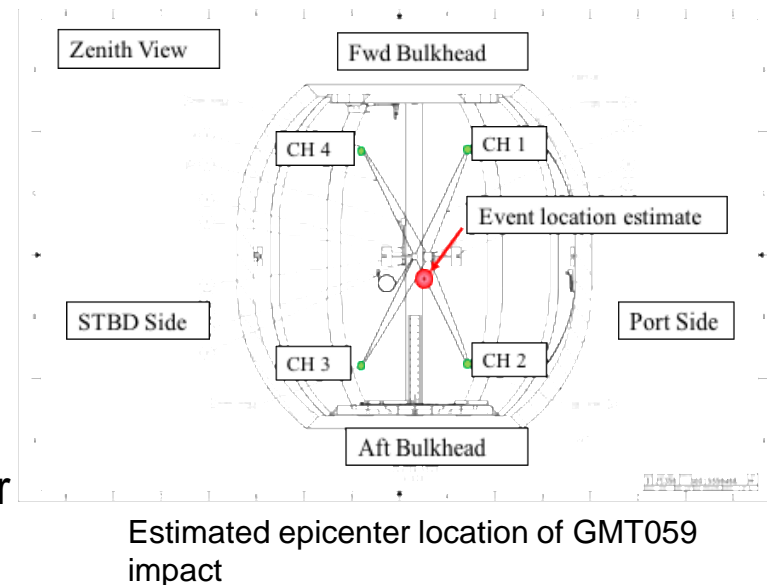 Zenith View
Fwd Bulkhead
CH 4
CH 1
Event location estimate
STBD Side
Port Side
CH 3
CH 2
Aft Bulkhead
r
Estimated epicenter location of GMT059
impact